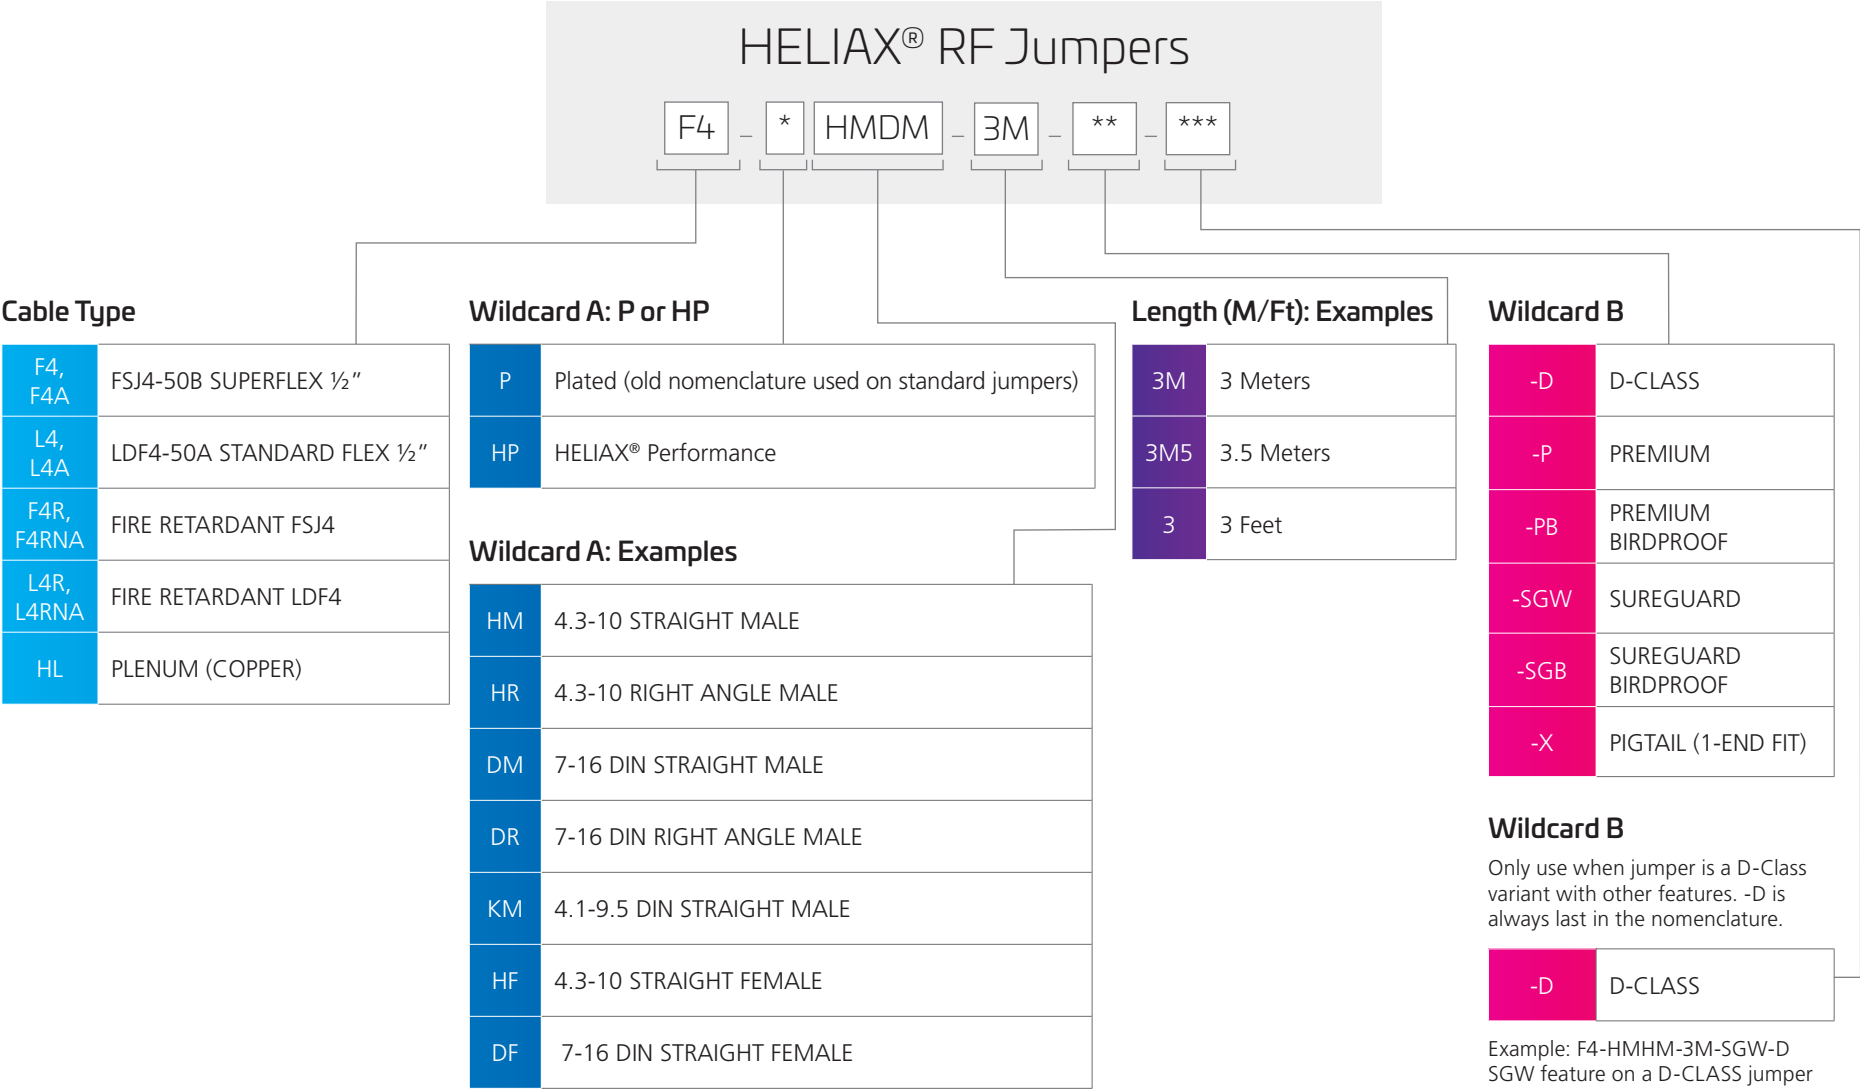 HELIAX® RF Jumpers
F4 - * HMDM - 3M - ** - ***
Cable Type
F4,
F4A
FSJ4-50B SUPERFLEX ½”
L4,
L4A
LDF4-50A STANDARD FLEX ½”
F4R,
F4RNA
FIRE RETARDANT FSJ4
L4R,
L4RNA
FIRE RETARDANT LDF4
HL
PLENUM (COPPER)
Wildcard A: P or HP
P
Plated (old nomenclature used on standard jumpers)
HP
HELIAX® Performance
Wildcard A: Examples
HM
4.3-10 STRAIGHT MALE
HR
4.3-10 RIGHT ANGLE MALE
DM
7-16 DIN STRAIGHT MALE
DR
7-16 DIN RIGHT ANGLE MALE
KM
4.1-9.5 DIN STRAIGHT MALE
HF
4.3-10 STRAIGHT FEMALE
DF
7-16 DIN STRAIGHT FEMALE
Length (M/Ft): Examples
3M
3 Meters
3M5
3.5 Meters
3
3 Feet
Wildcard B
-D
D-CLASS
-P
PREMIUM
-PB
PREMIUM
BIRDPROOF
-SGW
SUREGUARD
-SGB
SUREGUARD
BIRDPROOF
-X
PIGTAIL (1-END FIT)
Wildcard B
Only use when jumper is a D-Class
variant with other features. -D is
always last in the nomenclature.
-D
D-CLASS
Example: F4-HMHM-3M-SGW-D
SGW feature on a D-CLASS jumper